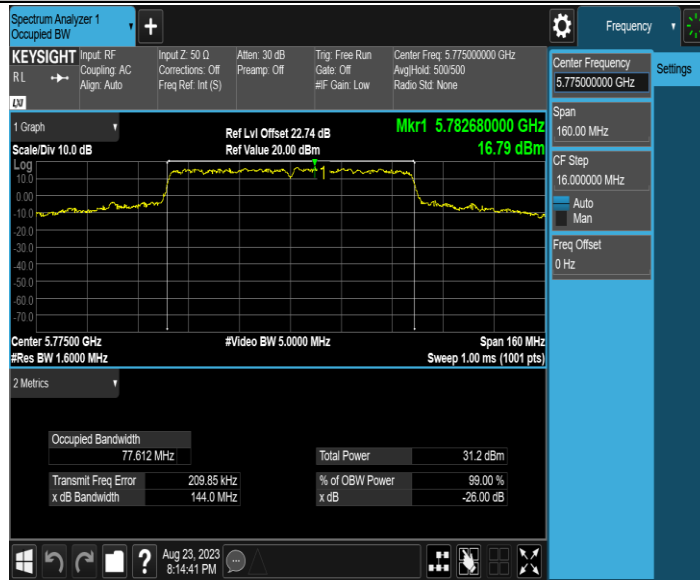 Spectrum Analyzer 1
Occupied BW
+
Frequency
KEYSIGHT
R L
LXI
Input: RF
Coupling: AC
Align: Auto
Input Z: 50 Ω
Corrections: Off
Freq Ref: Int (S)
Atten: 30 dB
Preamp: Off
Trig: Free Run
Gate: Off
#IF Gain: Low
Center Freq: 5.775000000 GHz
Avg|Hold: 500/500
Radio Std: None
Center Frequency
5.775000000 GHz
Settings
Span
160.00 MHz
CF Step
16.000000 MHz
Auto
Man
Freq Offset
0 Hz
1 Graph
Scale/Div 10.0 dB
Ref Lvl Offset 22.74 dB
Ref Value 20.00 dBm
Mkr1 5.782680000 GHz
16.79 dBm
Log
10.0
0.00
-10.0
-20.0
-30.0
-40.0
-50.0
-60.0
-70.0
1
Center 5.77500 GHz
#Res BW 1.6000 MHz
#Video BW 5.0000 MHz
Span 160 MHz
Sweep 1.00 ms (1001 pts)
2 Metrics
Occupied Bandwidth
77.612 MHz
Total Power 31.2 dBm
Transmit Freq Error 209.85 kHz
% of OBW Power 99.00 %
x dB Bandwidth 144.0 MHz
x dB -26.00 dB
?
Aug 23, 2023
8:14:41 PM